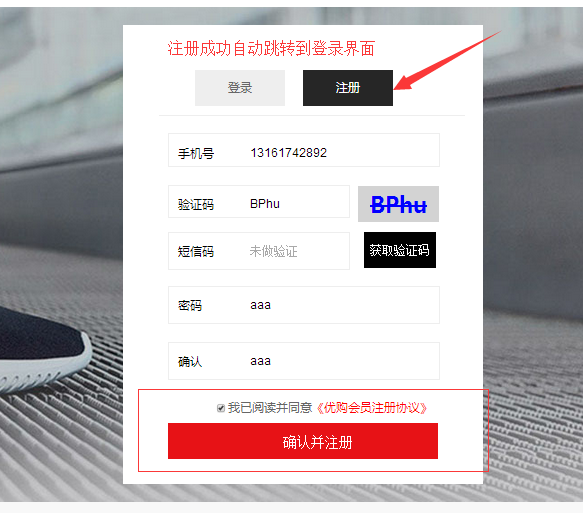 注册成功自动跳转到登录界面
登录 注册
手机号 13161742892
验证码 BPhu BPhu
短信码 未做验证 获取验证码
密码 aaa
确认 aaa
我已阅读并同意《优购会员注册协议》
确认并注册